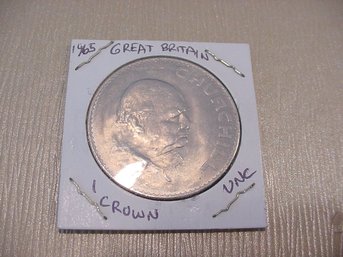 1965 GREAT BRITAIN
CHURCHILL
1 CROWN
UNC